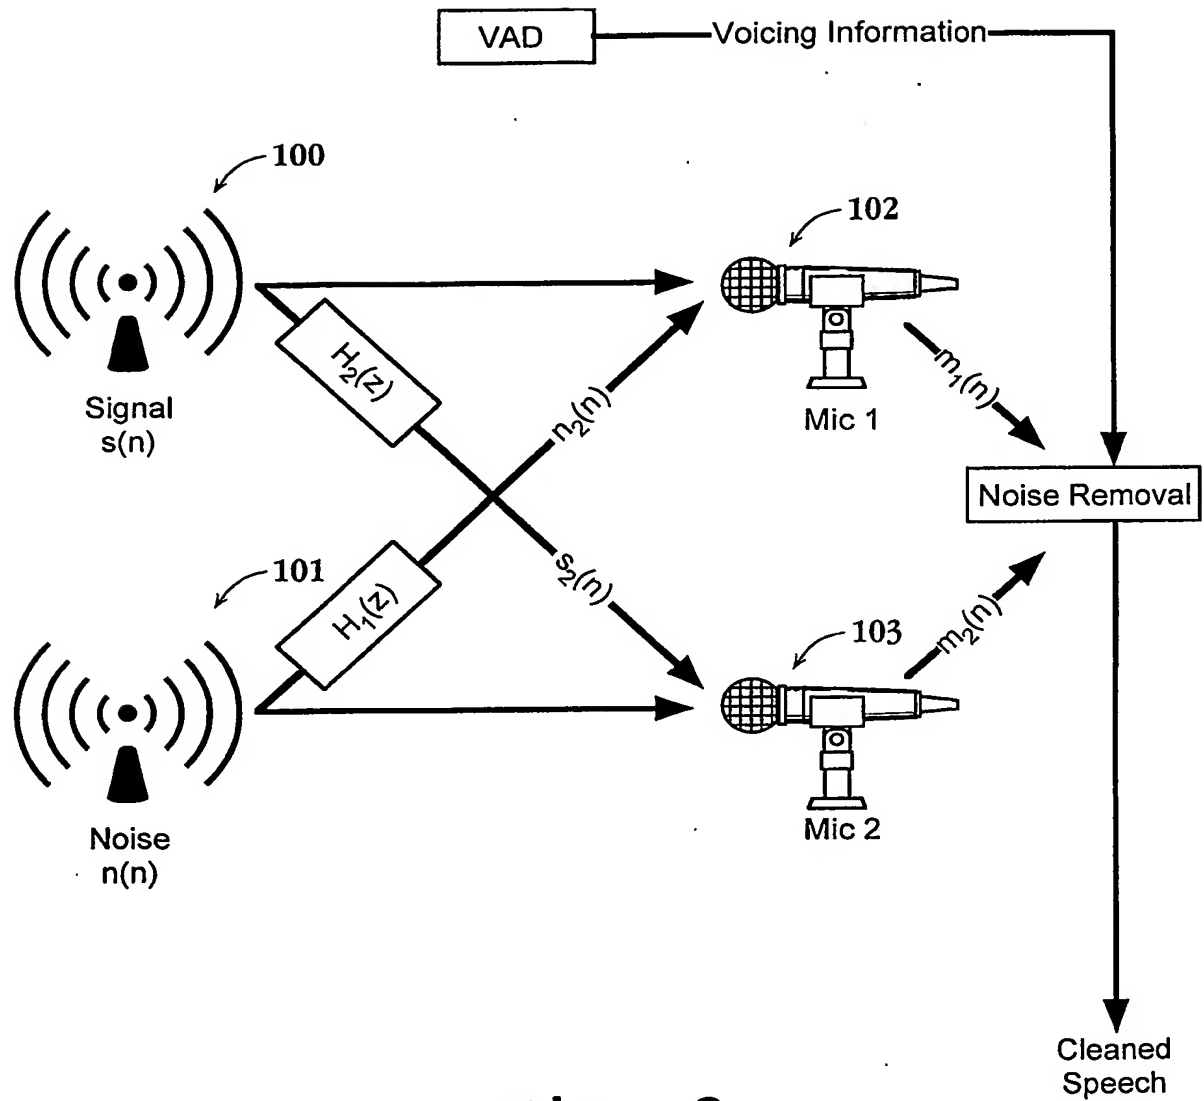 VAD
Voicing Information
100
102
H₂(z)
n₂(n)
m₁(n)
Signal
s(n)
Mic 1
Noise Removal
101
H₁(z)
s₂(n)
103
m₂(n)
Noise
n(n)
Mic 2
Cleaned
Speech